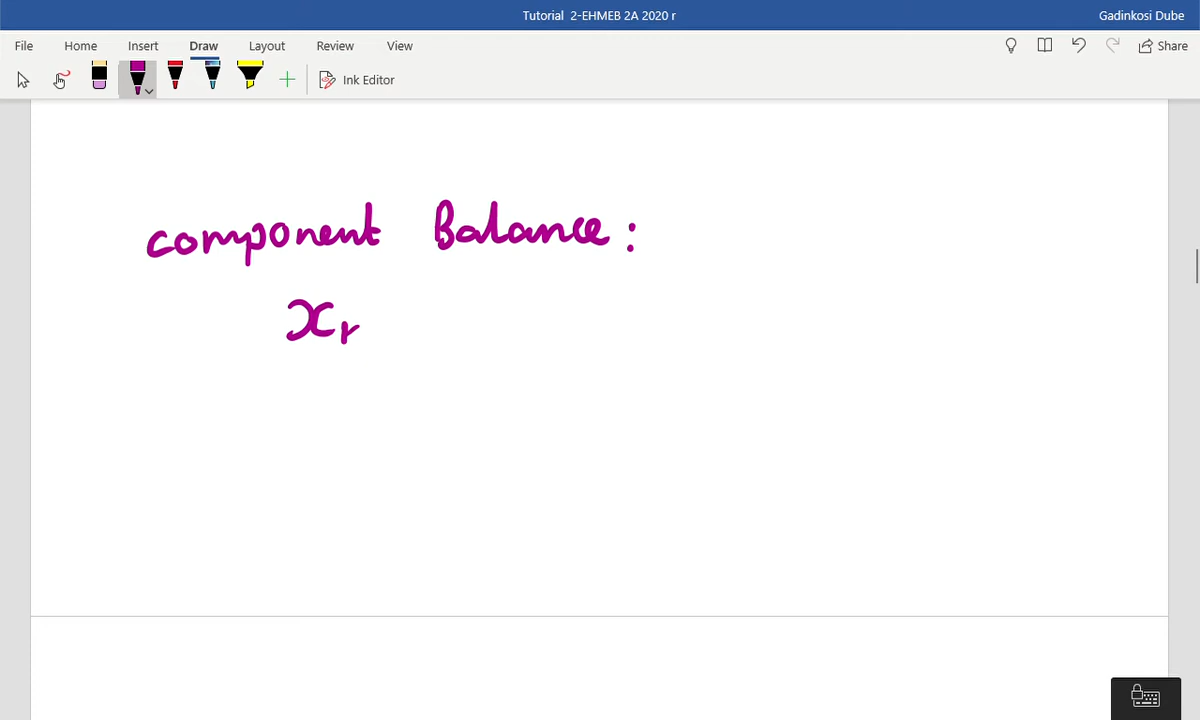 Tutorial 2-EHMEB 2A 2020 r
Gadinkosi Dube
File Home Insert Draw Layout Review View
Share
Ink Editor
component Balance :
xr